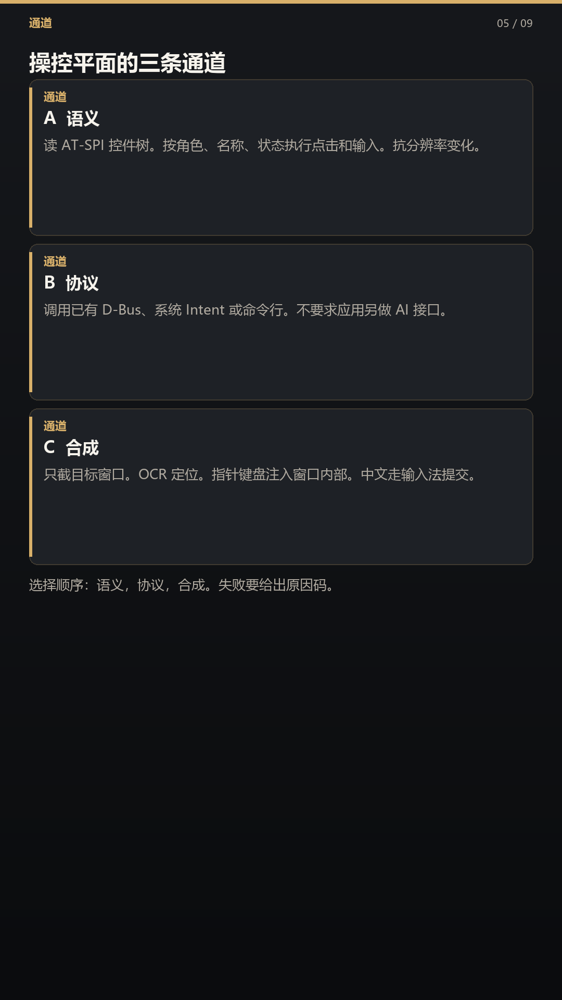 通道
05 / 09
操控平面的三条通道
通道
A 语义
读 AT-SPI 控件树。按角色、名称、状态执行点击和输入。抗分辨率变化。
通道
B 协议
调用已有 D-Bus、系统 Intent 或命令行。不要求应用另做 AI 接口。
通道
C 合成
只截目标窗口。OCR 定位。指针键盘注入窗口内部。中文走输入法提交。
选择顺序：语义，协议，合成。失败要给出原因码。